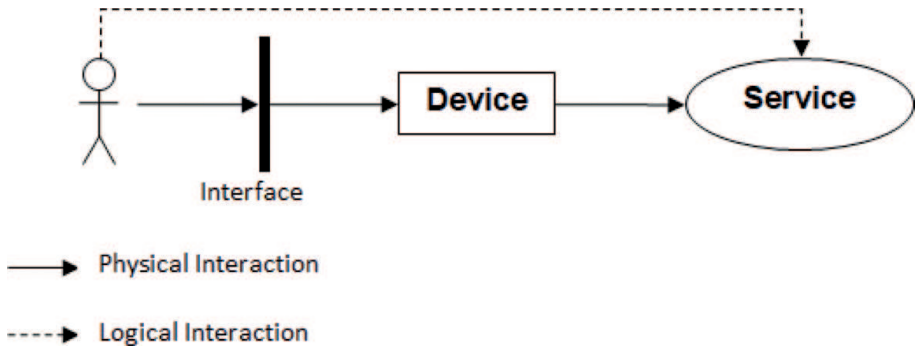 Device
Service
Interface
Physical Interaction
Logical Interaction